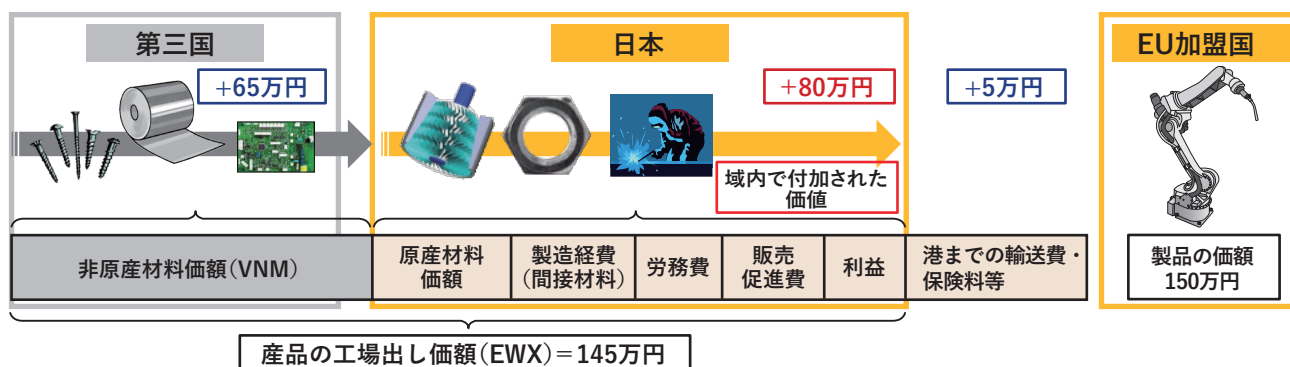 第三国
日本
EU加盟国
+65万円
+80万円
+5万円
域内で付加された
価値
非原産材料価額(VNM)
原産材料
価額
製造経費
(間接材料)
労務費
販売
促進費
利益
港までの輸送費・
保険料等
製品の価額
150万円
産品の工場出し価額(EWX)=145万円